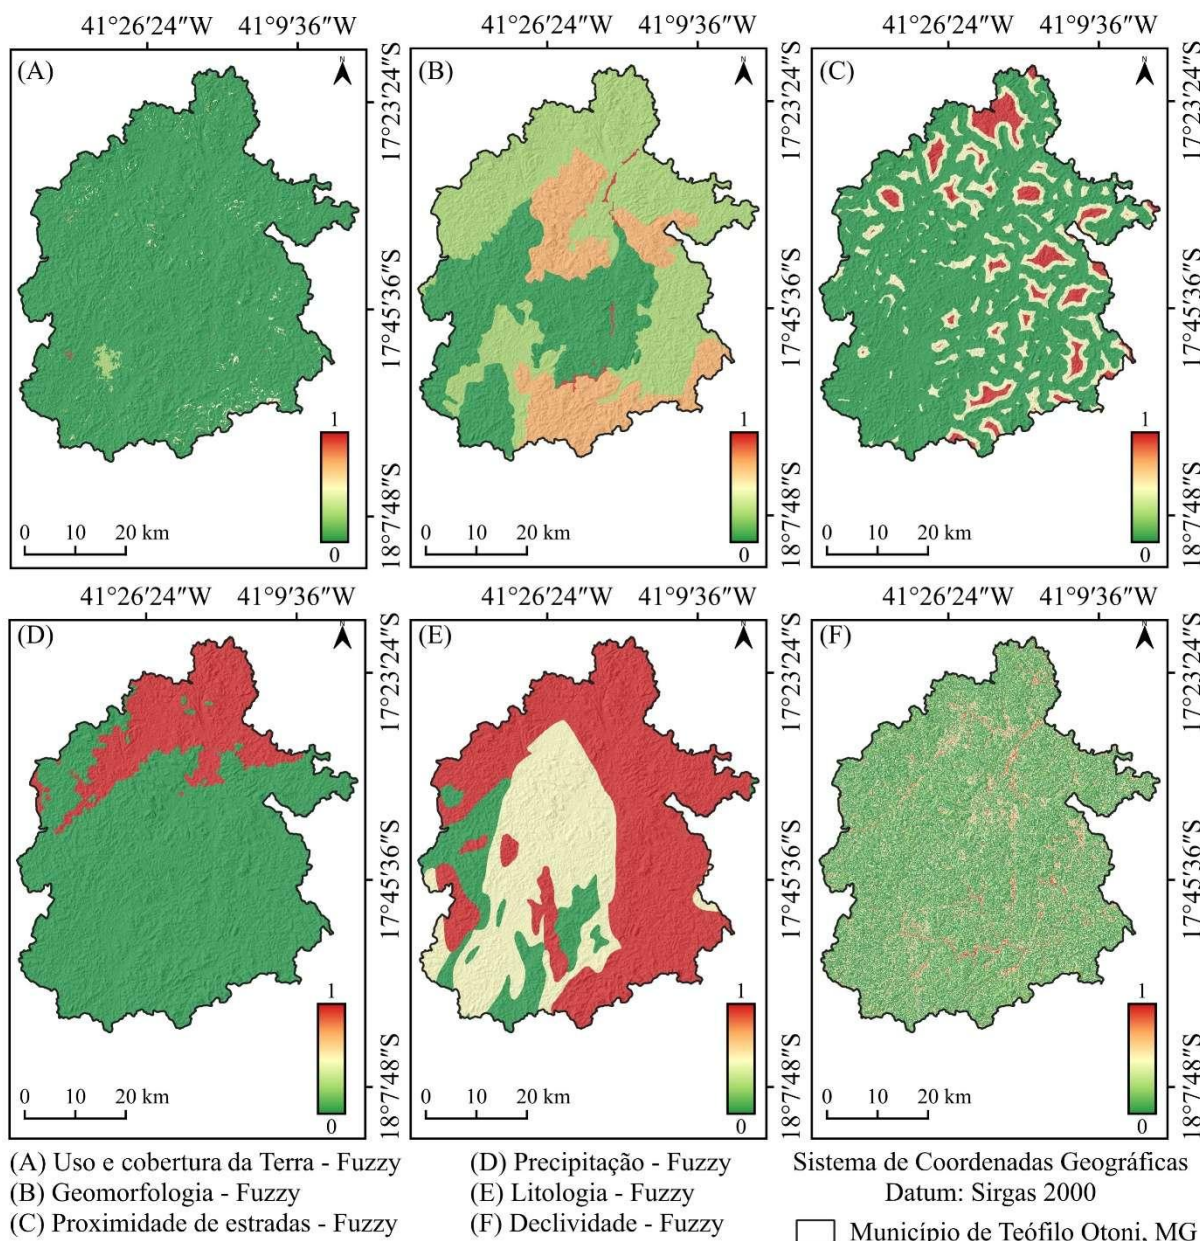 41°26'24"W 41°9'36"W 41°26'24"W 41°9'36"W 41°26'24"W 41°9'36"W
(A) N (B) N (C) N
17°23'24"S 17°23'24"S 17°23'24"S
17°45'36"S 17°45'36"S 17°45'36"S
1 1 1
0 10 20 km 0 10 20 km 0 10 20 km
0 0 0
18°7'48"S 18°7'48"S 18°7'48"S
41°26'24"W 41°9'36"W 41°26'24"W 41°9'36"W 41°26'24"W 41°9'36"W
(D) N (E) N (F) N
17°23'24"S 17°23'24"S 17°23'24"S
17°45'36"S 17°45'36"S 17°45'36"S
1 1 1
0 10 20 km 0 10 20 km 0 10 20 km
0 0 0
18°7'48"S 18°7'48"S 18°7'48"S
(A) Uso e cobertura da Terra - Fuzzy
(B) Geomorfologia - Fuzzy
(C) Proximidade de estradas - Fuzzy
(D) Precipitação - Fuzzy
(E) Litologia - Fuzzy
(F) Declividade - Fuzzy
Sistema de Coordenadas Geográficas
Datum: Sirgas 2000
Município de Teófilo Otoni, MG